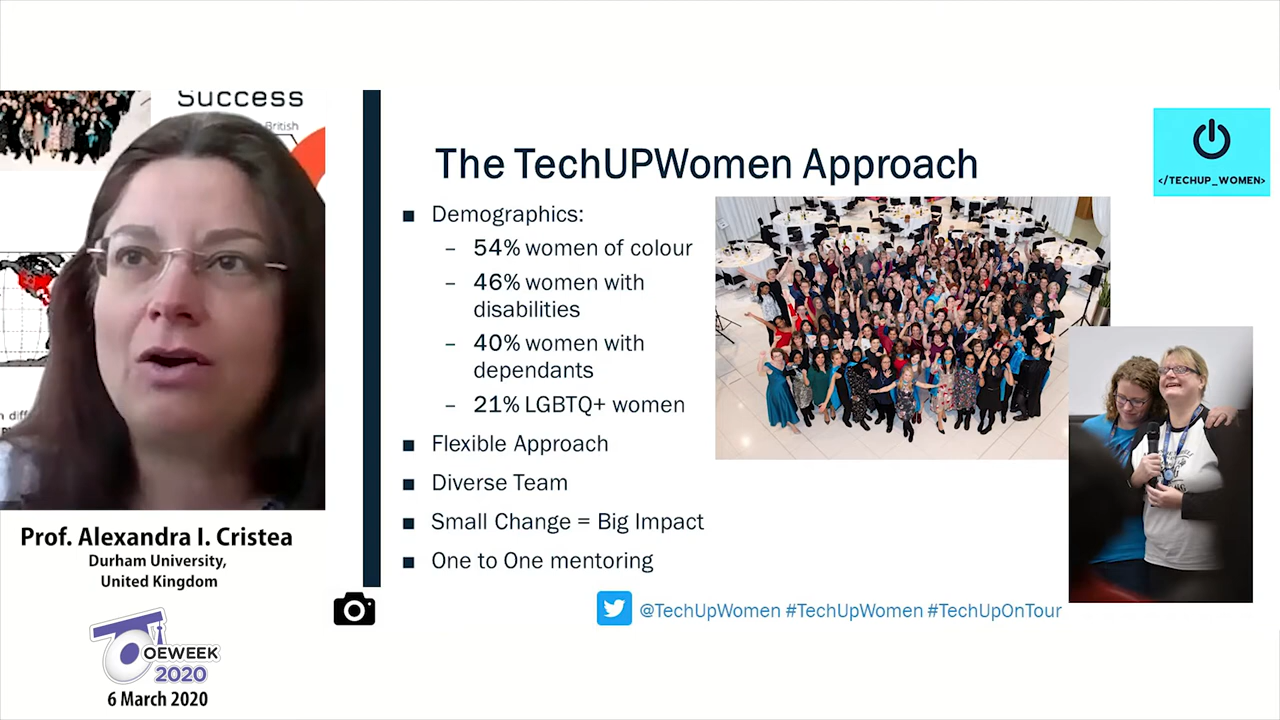 Success
British
Prof. Alexandra I. Cristea
Durham University,
United Kingdom
OEWEEK
2020
6 March 2020
The TechUPWomen Approach
■ Demographics:
– 54% women of colour
– 46% women with
disabilities
– 40% women with
dependants
– 21% LGBTQ+ women
■ Flexible Approach
■ Diverse Team
■ Small Change = Big Impact
■ One to One mentoring
@TechUpWomen #TechUpWomen #TechUpOnTour
</TECHUP_WOMEN>